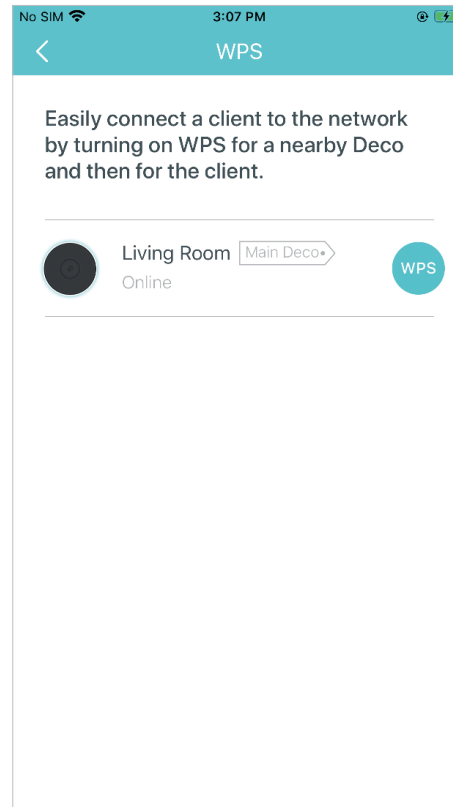 No SIM 3:07 PM
WPS
Easily connect a client to the network
by turning on WPS for a nearby Deco
and then for the client.
Living Room Main Deco
Online
WPS